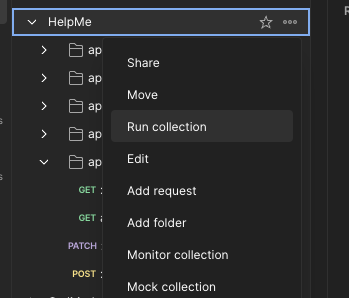 HelpMe
ap
Share
ap
Move
ap
Run collection
ap
Edit
ap
GET
Add request
GET
Add folder
PATCH
Monitor collection
POST
Mock collection